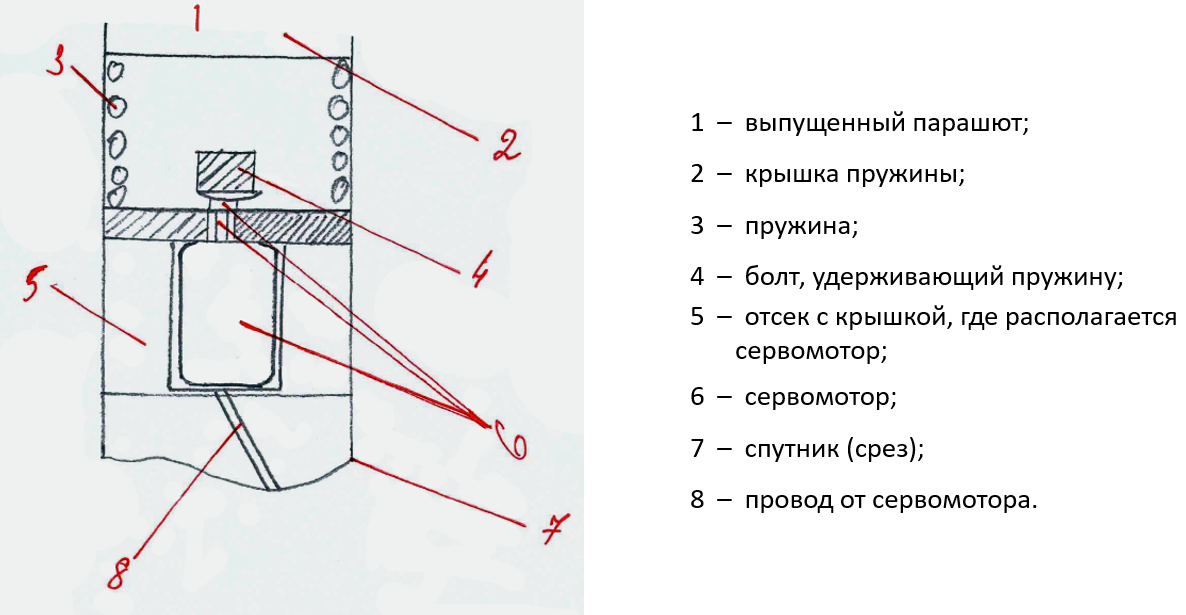 1
3
2
4
5
6
7
8
1 – выпущенный парашют;
2 – крышка пружины;
3 – пружина;
4 – болт, удерживающий пружину;
5 – отсек с крышкой, где располагается
сервомотор;
6 – сервомотор;
7 – спутник (срез);
8 – провод от сервомотора.